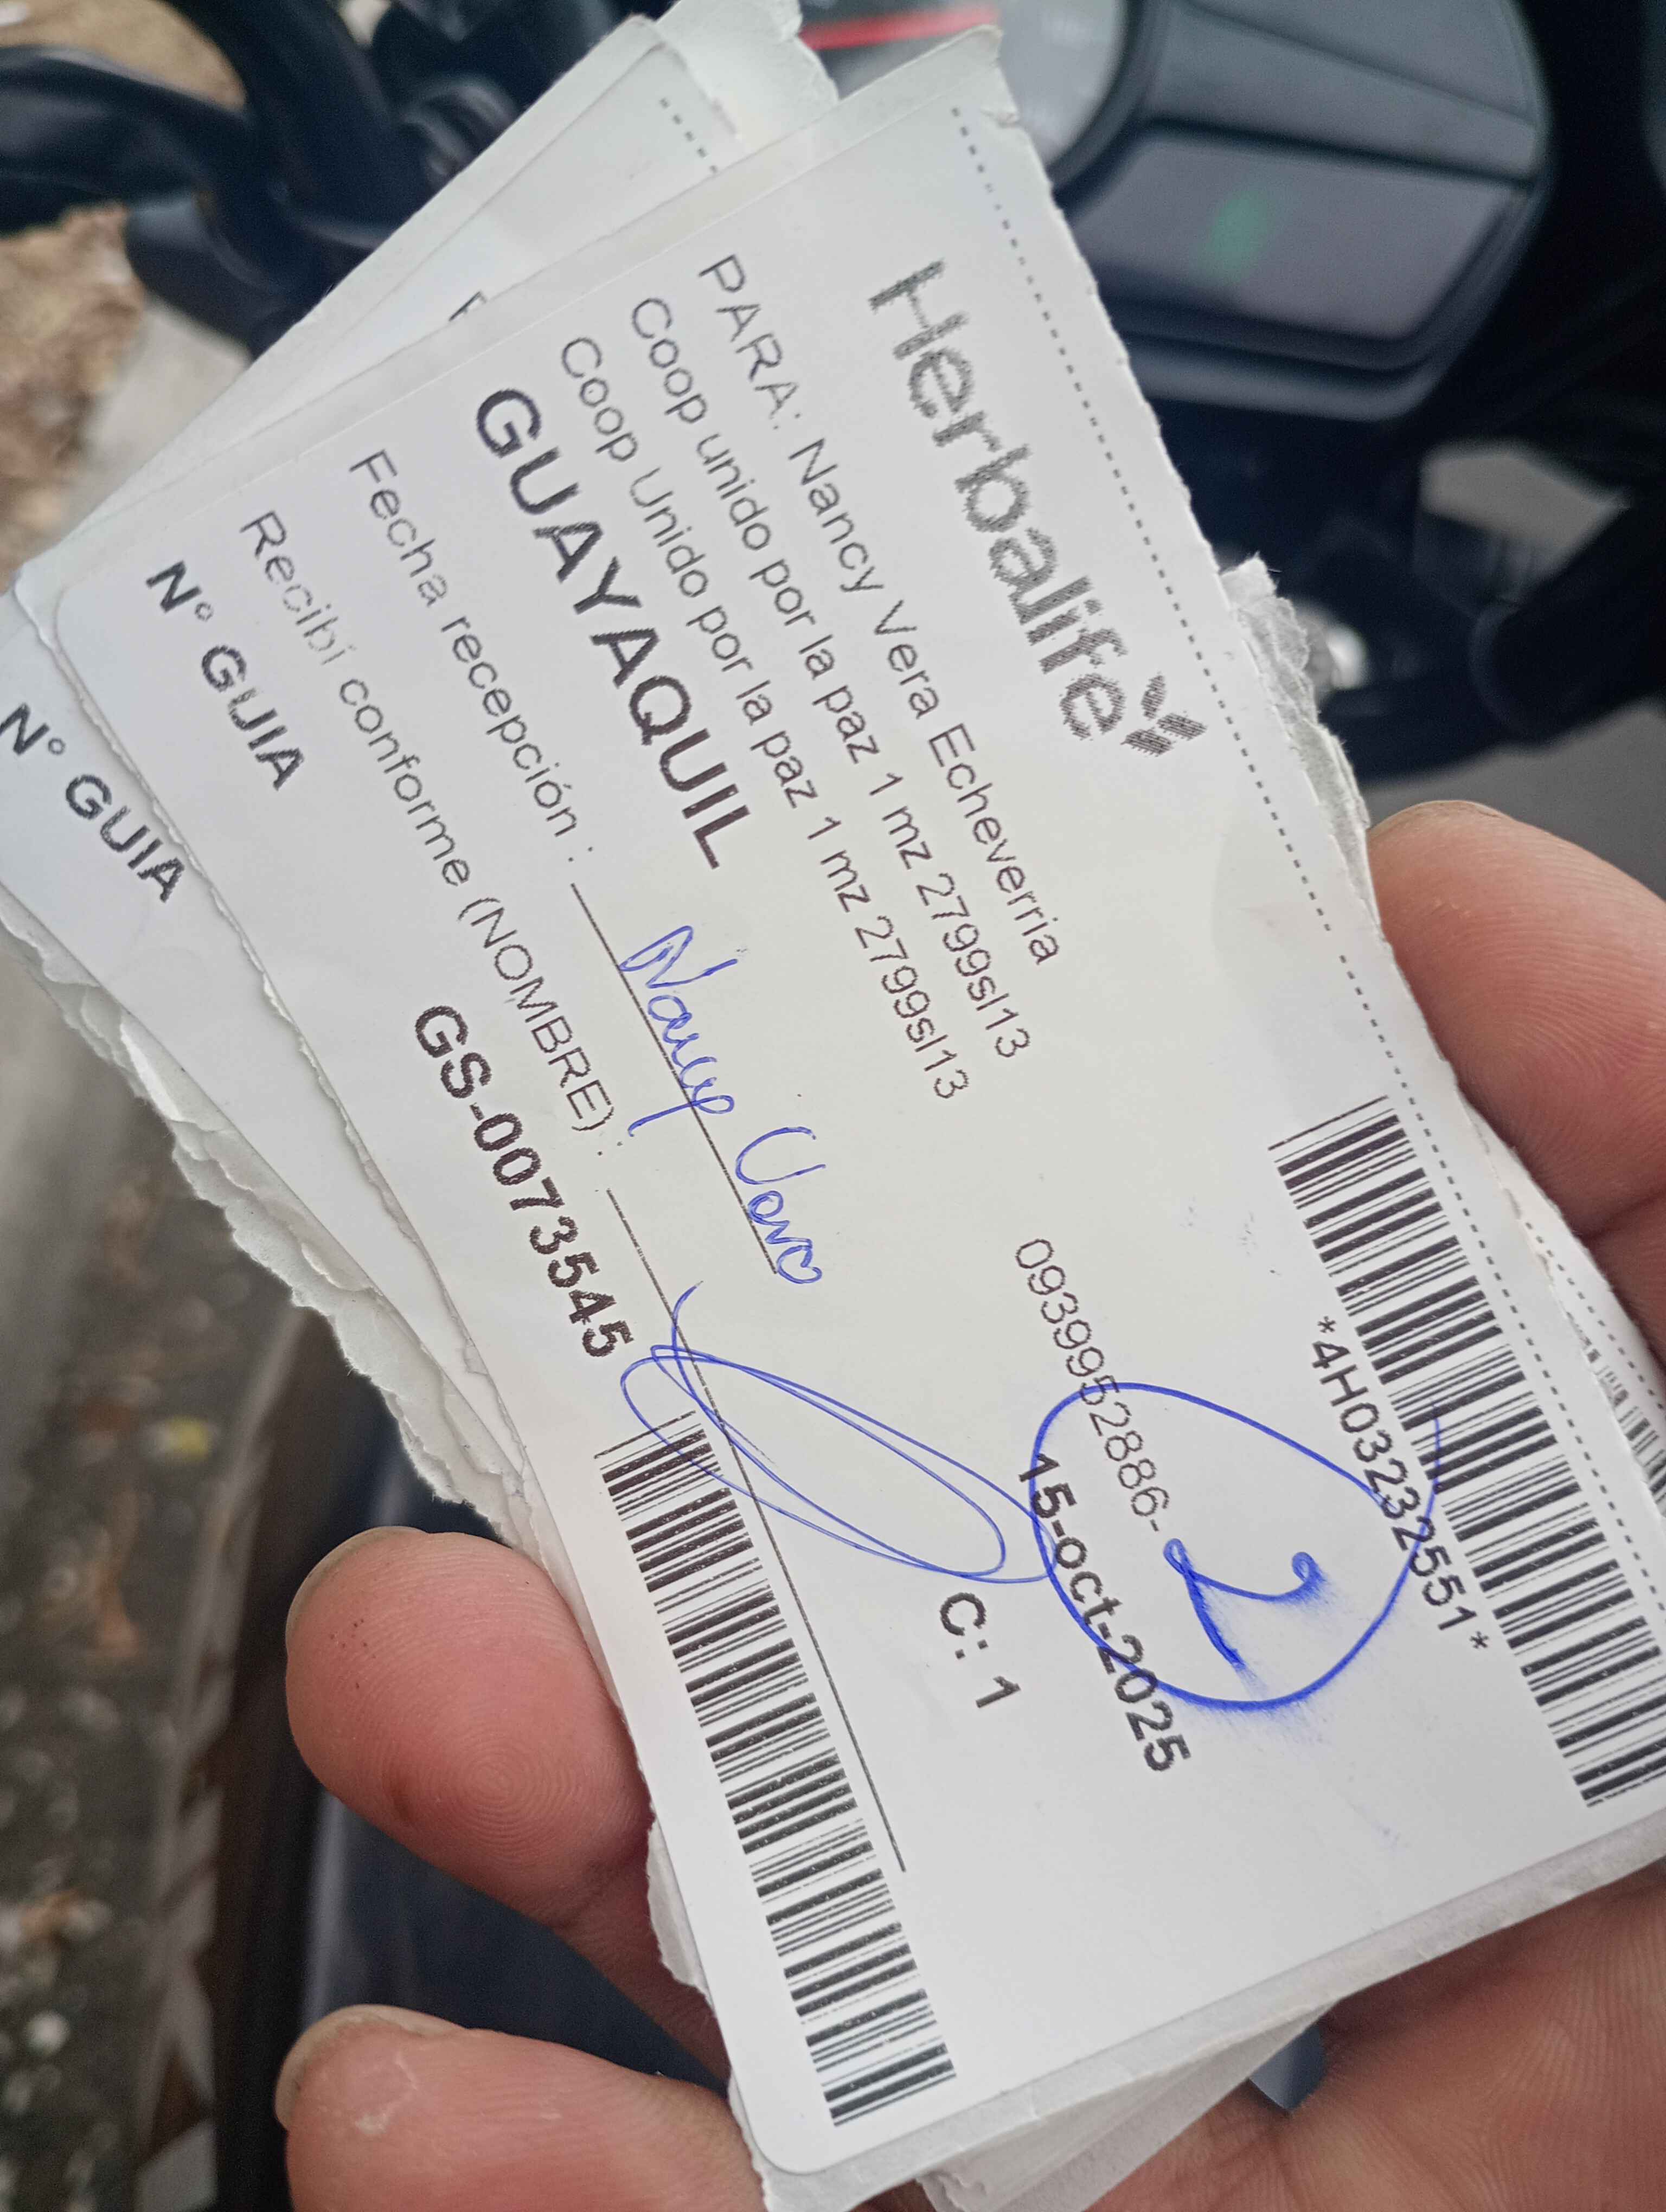 *4H03232551*
Herbalife
PARA: Nancy Vera Echeverria
Coop unido por la paz 1 mz 2799sl13
0939952886-
2
Coop Unido por la paz 1 mz 2799sl13
15-oct-2025
GUAYAQUIL
C: 1
Fecha recepción :
Nancy Vera
Recibí conforme (NOMBRE) :
N° GUIA
GS-0073545
N° GUIA